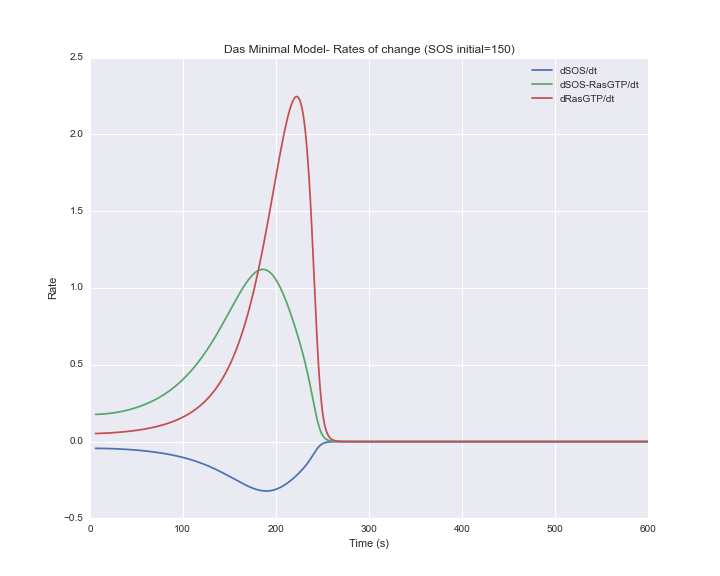 Das Minimal Model- Rates of change (SOS initial=150)
dSOS/dt
dSOS-RasGTP/dt
dRasGTP/dt
2.5
2.0
1.5
1.0
0.5
0.0
−0.5
Rate
0 100 200 300 400 500 600
Time (s)